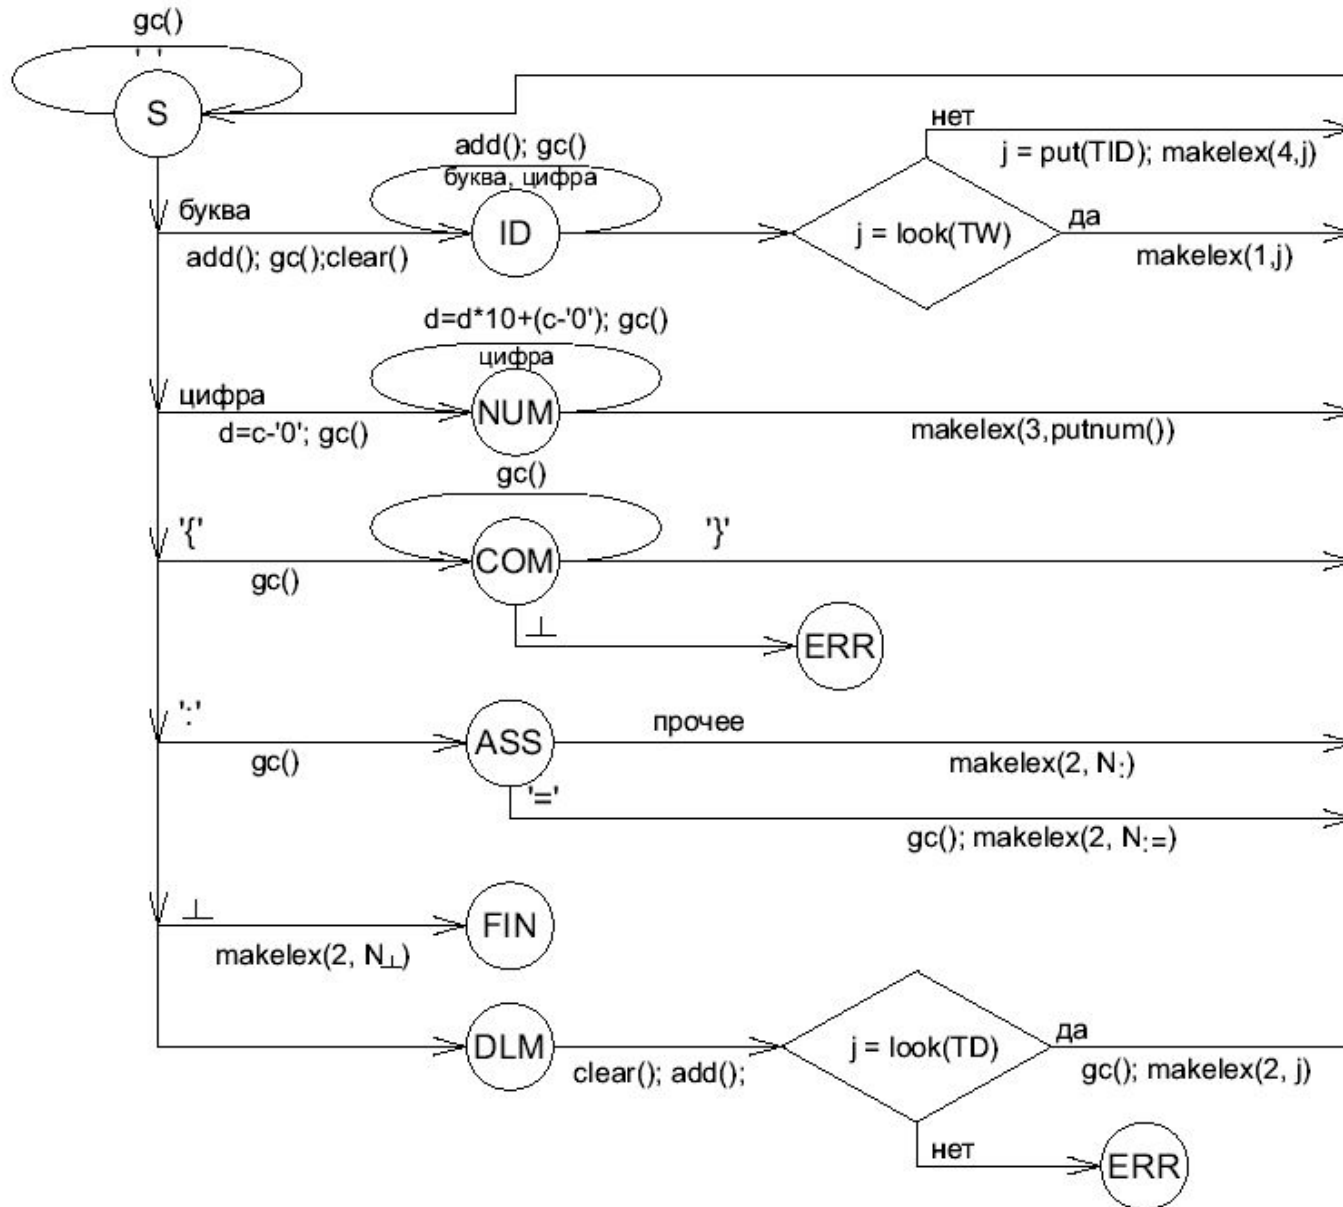 gc()
' '
S
нет
add(); gc()
j = put(TID); makelex(4,j)
буква, цифра
буква
ID
j = look(TW)
да
add(); gc();clear()
makelex(1,j)
d=d*10+(c-'0'); gc()
цифра
цифра
NUM
d=c-'0'; gc()
makelex(3,putnum())
gc()
'{'
'}'
COM
gc()
⊥
ERR
':'
прочее
ASS
gc()
makelex(2, N:)
'='
gc(); makelex(2, N:=)
⊥
FIN
makelex(2, N⊥)
DLM
j = look(TD)
да
clear(); add();
gc(); makelex(2, j)
нет
ERR